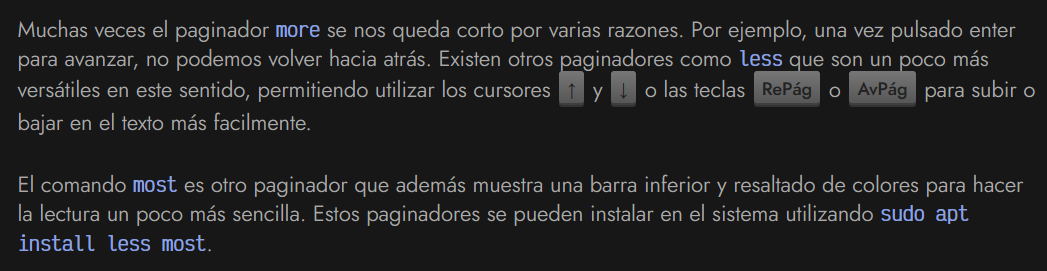 Muchas veces el paginador more se nos queda corto por varias razones. Por ejemplo, una vez pulsado enter
para avanzar, no podemos volver hacia atrás. Existen otros paginadores como less que son un poco más
versátiles en este sentido, permitiendo utilizar los cursores ↑ y ↓ o las teclas RePág o AvPág para subir o
bajar en el texto más facilmente.
El comando most es otro paginador que además muestra una barra inferior y resaltado de colores para hacer
la lectura un poco más sencilla. Estos paginadores se pueden instalar en el sistema utilizando sudo apt
install less most.